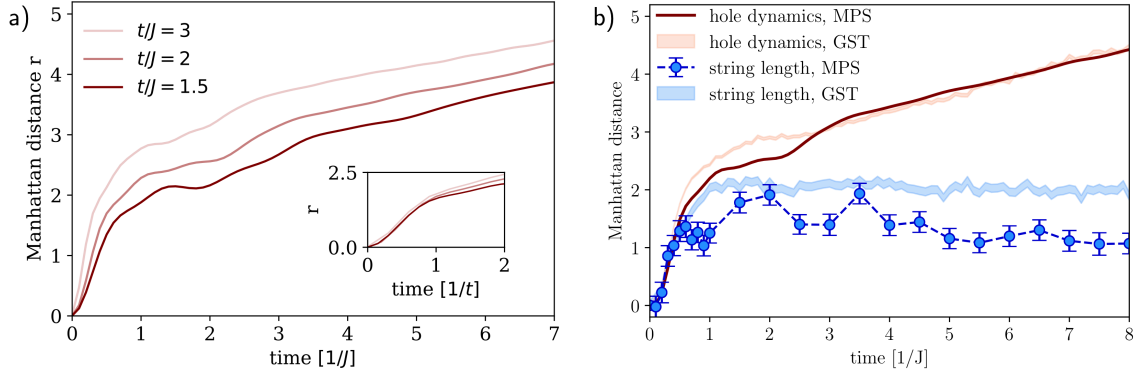 a)
t/J = 3
t/J = 2
t/J = 1.5
Manhattan distance r
5
4
3
2
1
0
0 1 2 3 4 5 6 7
time [1/J]
r
2.5
0.0
0 1 2
time [1/t]
b)
hole dynamics, MPS
hole dynamics, GST
string length, MPS
string length, GST
Manhattan distance
5
4
3
2
1
0
0 1 2 3 4 5 6 7 8
time [1/J]